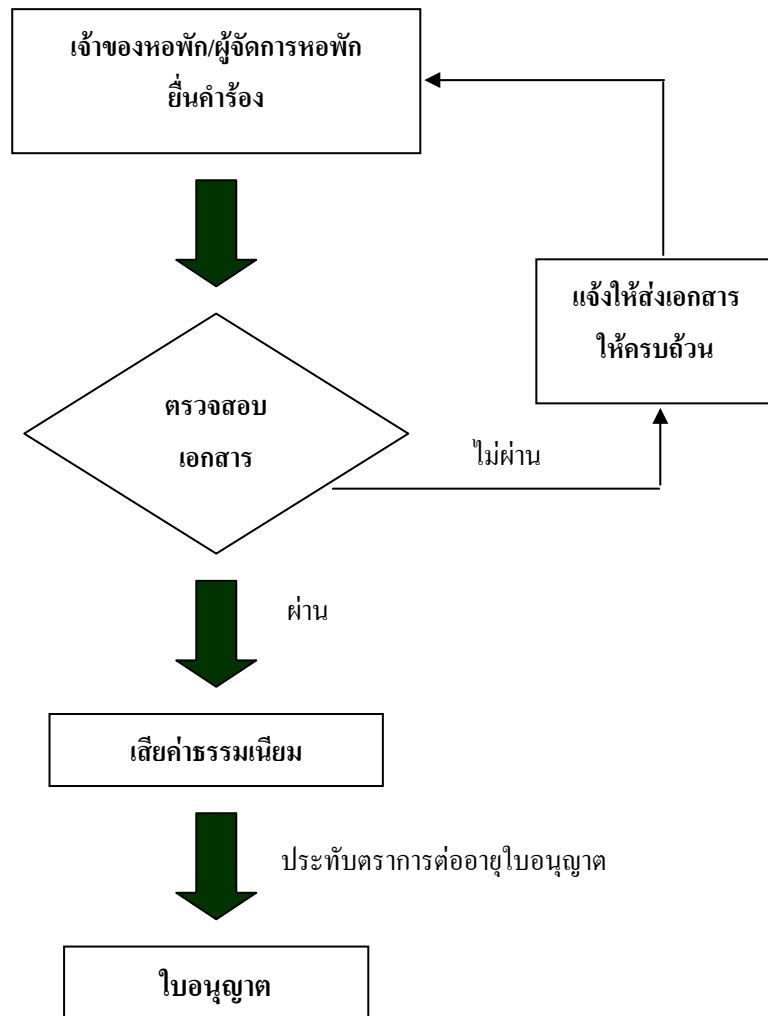 เจ้าของหอพัก/ผู้จัดการหอพัก
ยื่นคำร้อง
แจ้งให้ส่งเอกสาร
ให้ครบถ้วน
ตรวจสอบ
เอกสาร
ไม่ผ่าน
ผ่าน
เสียค่าธรรมเนียม
ประทับตราการต่ออายุใบอนุญาต
ใบอนุญาต